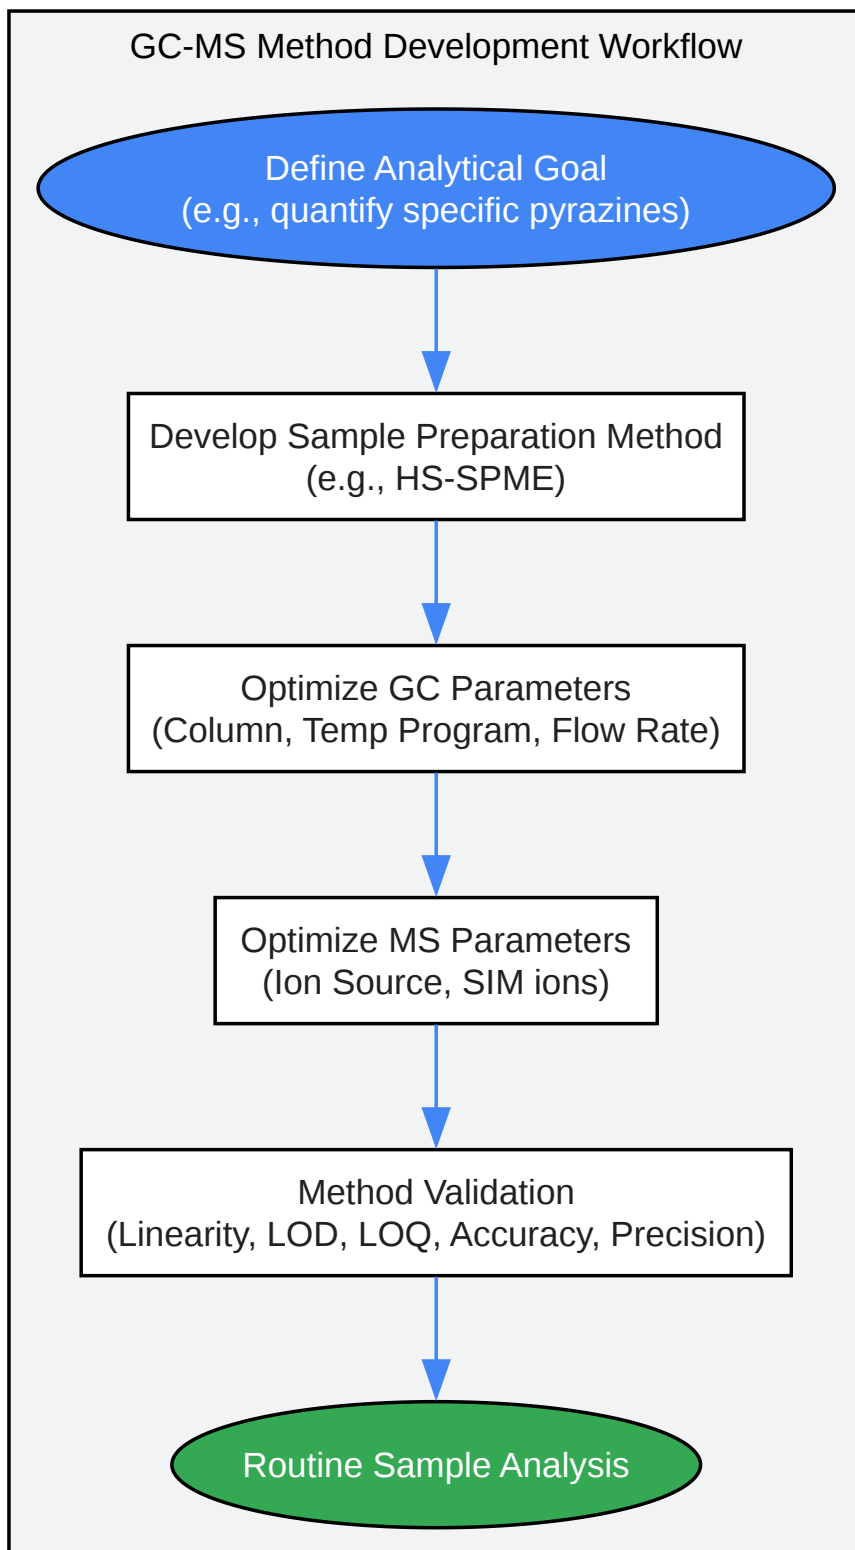 GC-MS Method Development Workflow
Define Analytical Goal
(e.g., quantify specific pyrazines)
Develop Sample Preparation Method
(e.g., HS-SPME)
Optimize GC Parameters
(Column, Temp Program, Flow Rate)
Optimize MS Parameters
(Ion Source, SIM ions)
Method Validation
(Linearity, LOD, LOQ, Accuracy, Precision)
Routine Sample Analysis